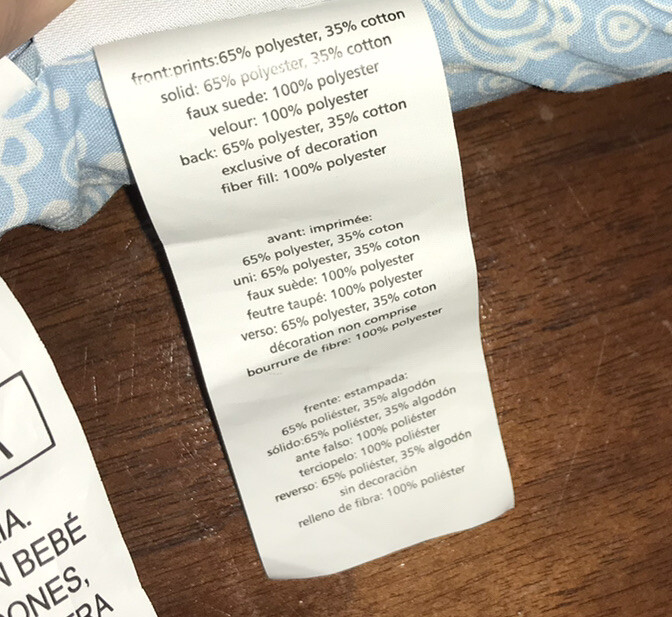 front:prints:65% polyester, 35% cotton
solid: 65% polyester, 35% cotton
faux suede: 100% polyester
velour: 100% polyester
back: 65% polyester, 35% cotton
exclusive of decoration
fiber fill: 100% polyester
avant: imprimée:
65% polyester, 35% coton
uni: 65% polyester, 35% coton
faux suède: 100% polyester
feutre taupé: 100% polyester
verso: 65% polyester, 35% coton
décoration non comprise
bourrure de fibre: 100% polyester
frente: estampada:
65% poliéster, 35% algodón
sólido:65% poliéster, 35% algodón
ante falso: 100% poliéster
terciopelo: 100% poliéster
reverso: 65% poliéster, 35% algodón
sin decoración
relleno de fibra: 100% poliéster
IA.
N BEBÉ
ONES,
RA